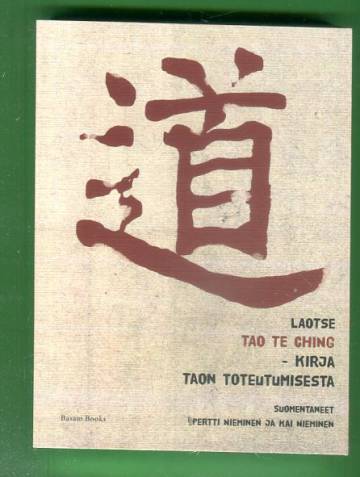 道
LAOTSE
TAO TE CHING
- KIRJA
TAON TOTEUTUMISESTA
SUOMENTANEET
PERTTI NIEMINEN JA KAI NIEMINEN
Basam Books